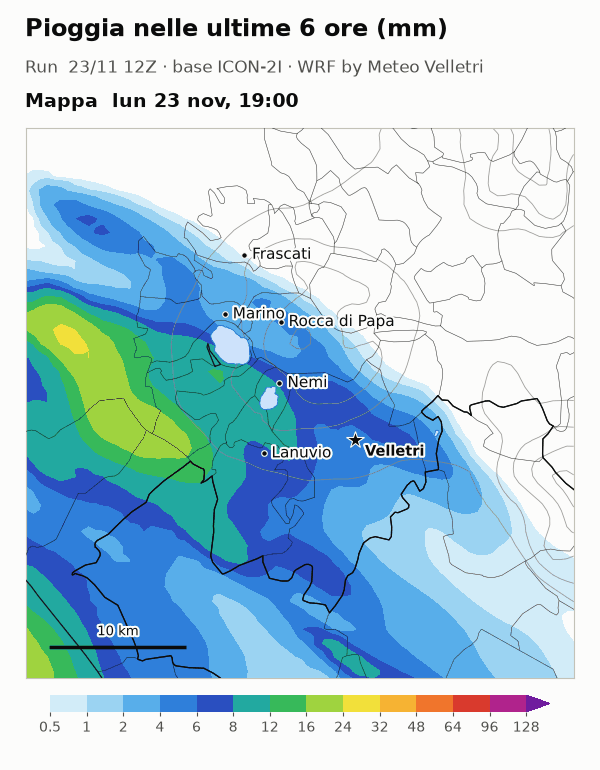 Pioggia nelle ultime 6 ore (mm)
Run 23/11 12Z · base ICON-2I · WRF by Meteo Velletri
Mappa lun 23 nov, 19:00
Frascati
Marino
Rocca di Papa
Nemi
Velletri
Lanuvio
10 km
0.5 1 2 4 6 8 12 16 24 32 48 64 96 128